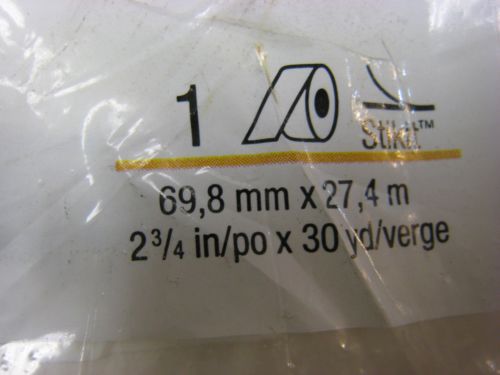 1
Stikit™
69,8 mm x 27,4 m
2 3/4 in/po x 30 yd/verge